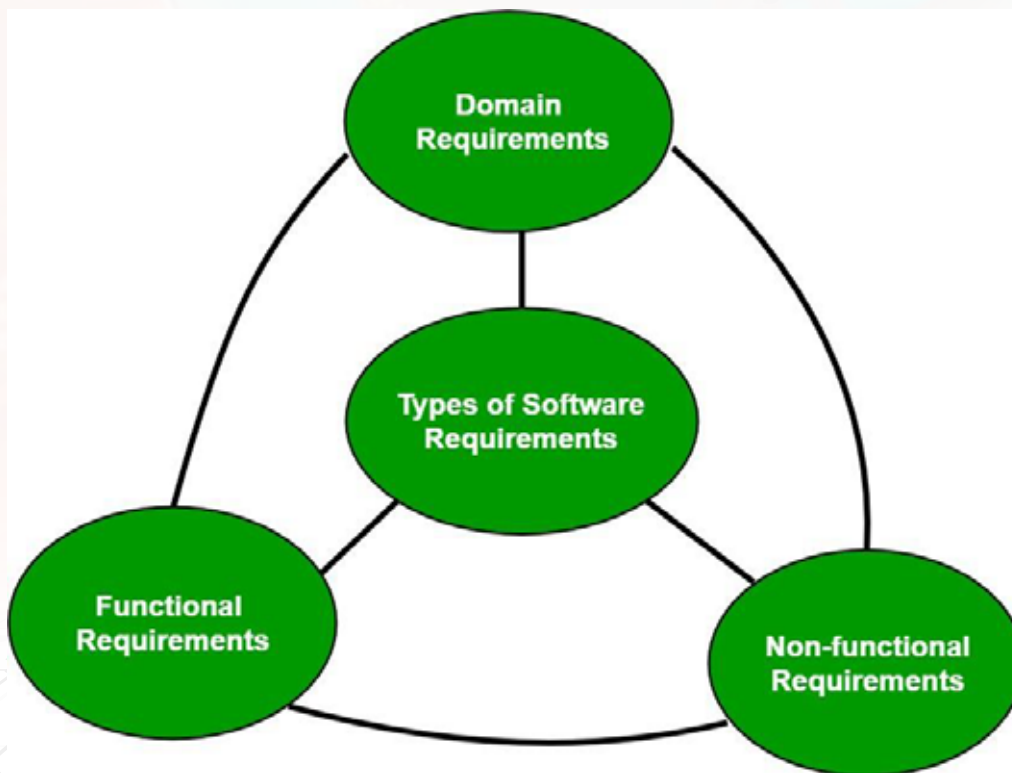 Domain
Requirements
Types of Software
Requirements
Functional
Requirements
Non-functional
Requirements